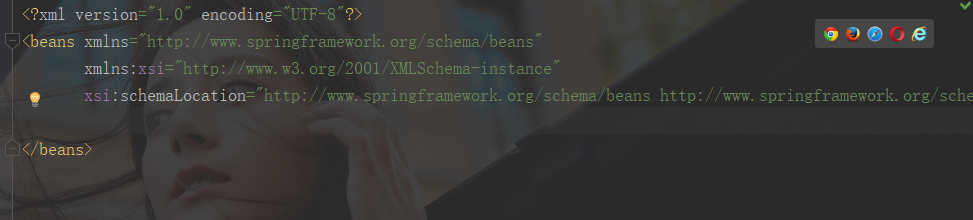 <?xml version="1.0" encoding="UTF-8"?>
<beans xmlns="http://www.springframework.org/schema/beans"
xmlns:xsi="http://www.w3.org/2001/XMLSchema-instance"
xsi:schemaLocation="http://www.springframework.org/schema/beans http://www.springframework.org/sche
</beans>